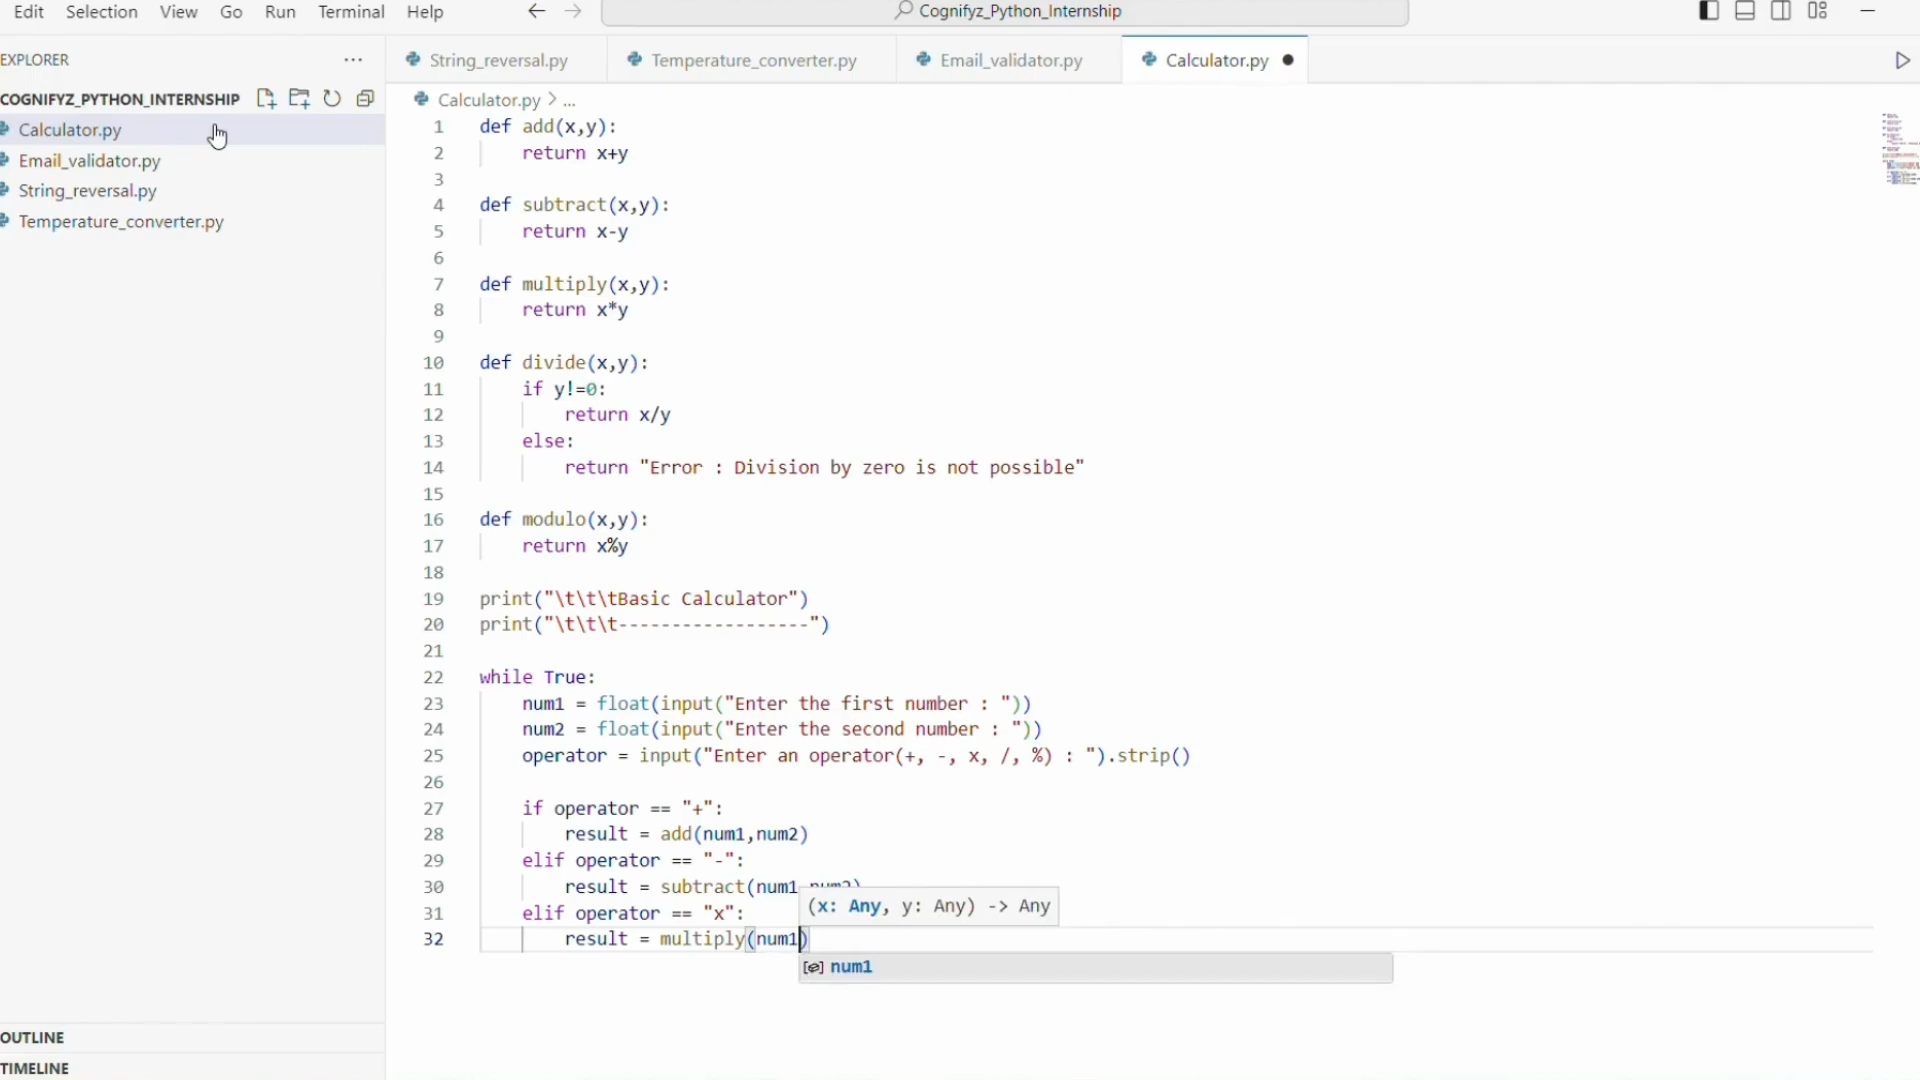 Edit Selection View Go Run Terminal Help Cognifyz_Python_Internship
EXPLORER
COGNIFYZ_PYTHON_INTERNSHIP
Calculator.py
Email_validator.py
String_reversal.py
Temperature_converter.py
OUTLINE
TIMELINE
String_reversal.py Temperature_converter.py Email_validator.py Calculator.py
Calculator.py > ...
1 def add(x,y):
2 return x+y
3
4 def subtract(x,y):
5 return x-y
6
7 def multiply(x,y):
8 return x*y
9
10 def divide(x,y):
11 if y!=0:
12 return x/y
13 else:
14 return "Error : Division by zero is not possible"
15
16 def modulo(x,y):
17 return x%y
18
19 print("\t\t\tBasic Calculator")
20 print("\t\t\t------------------")
21
22 while True:
23 num1 = float(input("Enter the first number : "))
24 num2 = float(input("Enter the second number : "))
25 operator = input("Enter an operator(+, -, x, /, %) : ").strip()
26
27 if operator == "+":
28 result = add(num1,num2)
29 elif operator == "-":
30 result = subtract(num1,num2)
31 elif operator == "x":
(x: Any, y: Any) -> Any
32 result = multiply(num1)
num1